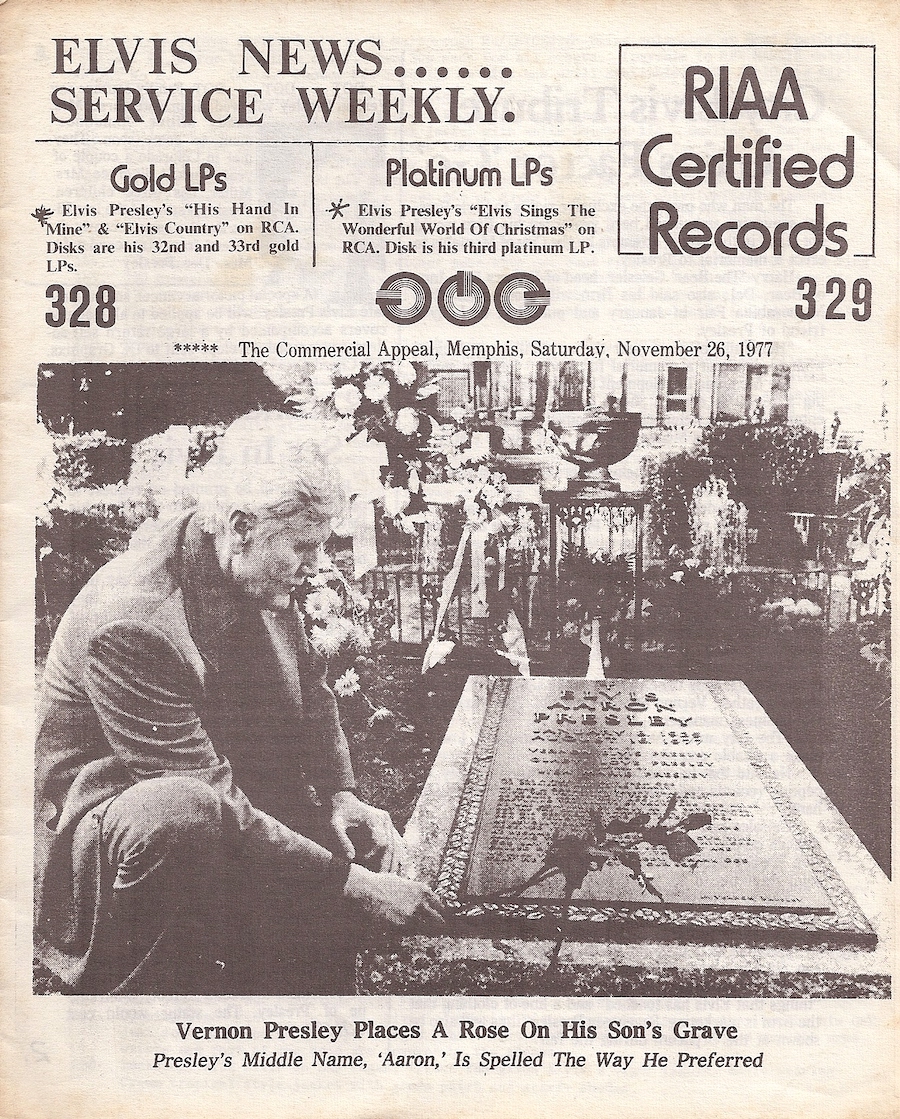 ELVIS NEWS......
SERVICE WEEKLY.
RIAA
Certified
Records
Gold LPs
* Elvis Presley's "His Hand In
Mine" & "Elvis Country" on RCA.
Disks are his 32nd and 33rd gold
LPs.
Platinum LPs
* Elvis Presley's "Elvis Sings The
Wonderful World Of Christmas" on
RCA. Disk is his third platinum LP.
328
329
***** The Commercial Appeal, Memphis, Saturday, November 26, 1977
ELVIS
AARON
PRESLEY
Vernon Presley Places A Rose On His Son's Grave
Presley's Middle Name, 'Aaron,' Is Spelled The Way He Preferred